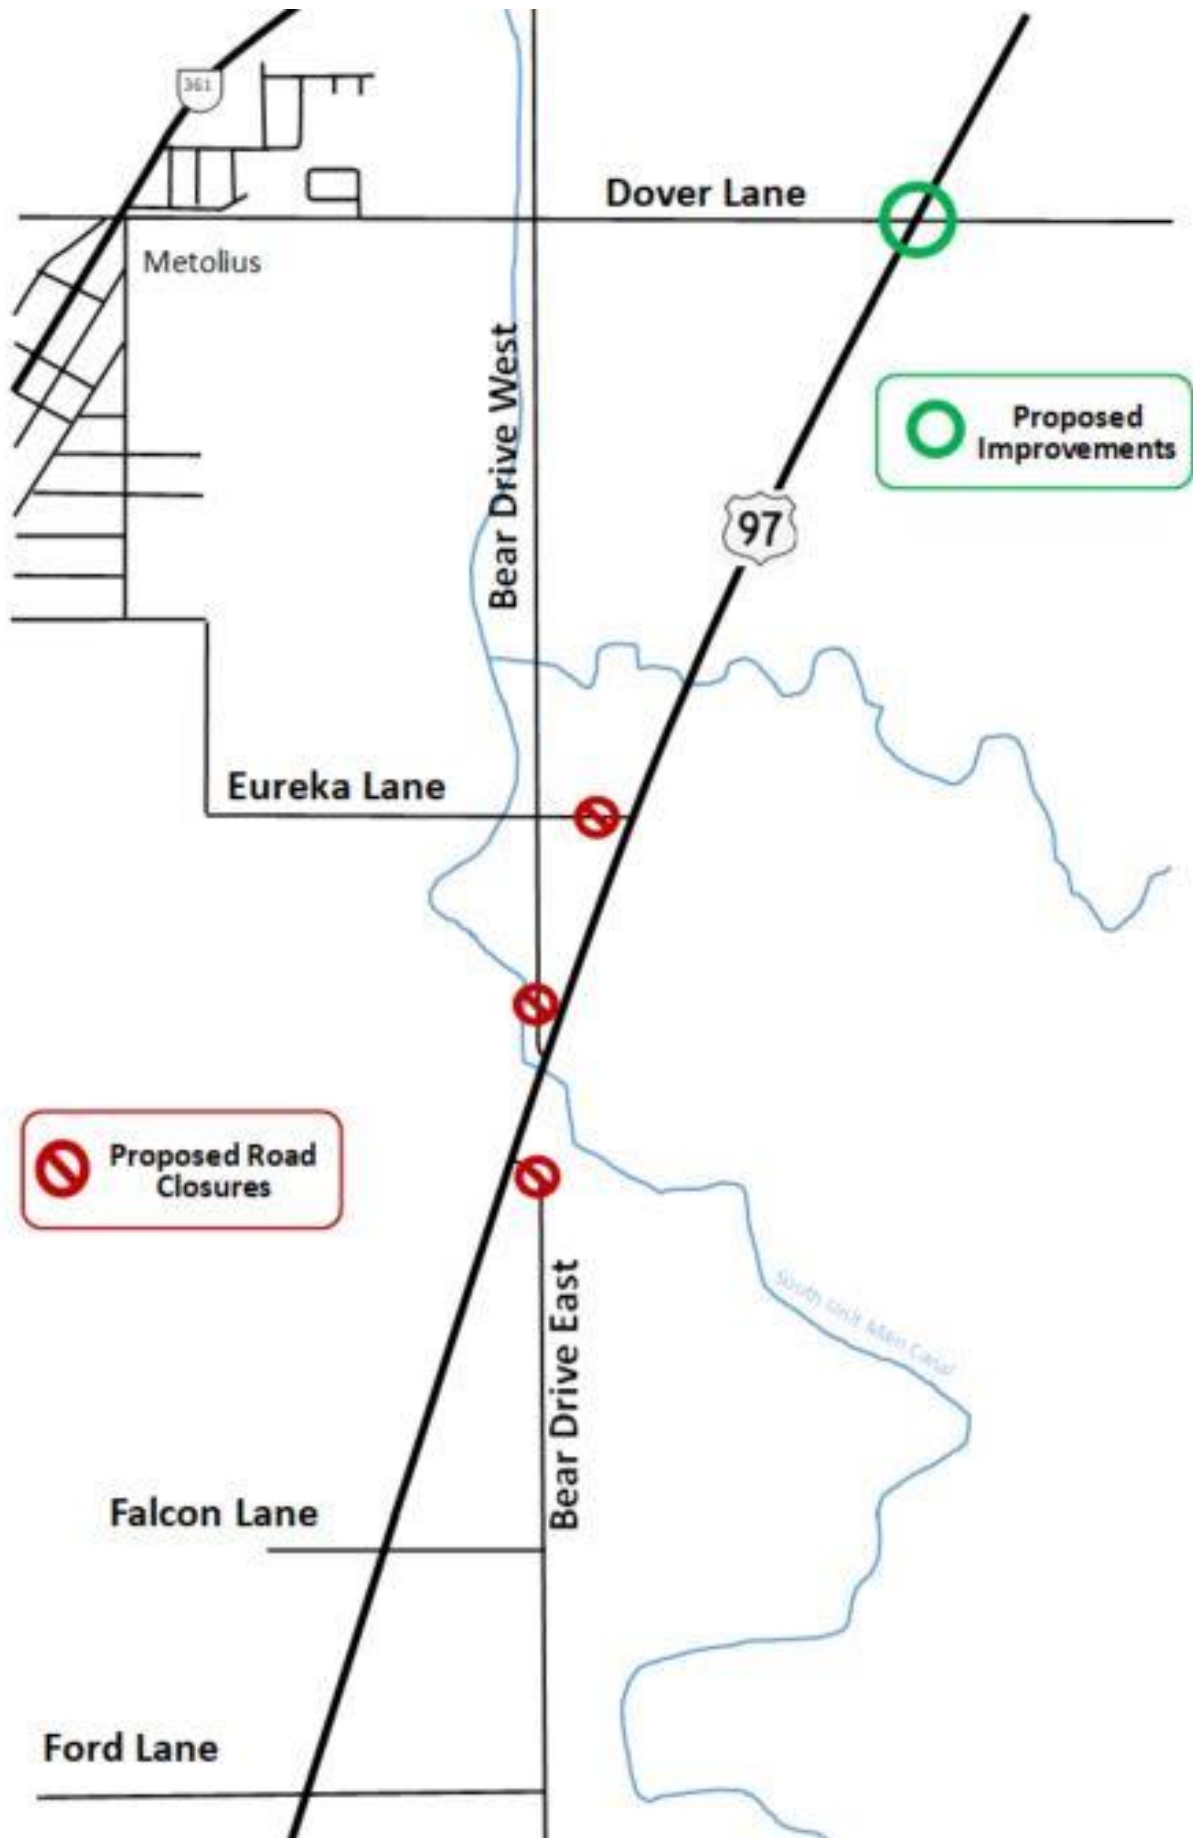 361
Dover Lane
Metolius
Bear Drive West
Proposed
Improvements
97
Eureka Lane
Proposed Road
Closures
South Unit Main Canal
Bear Drive East
Falcon Lane
Ford Lane